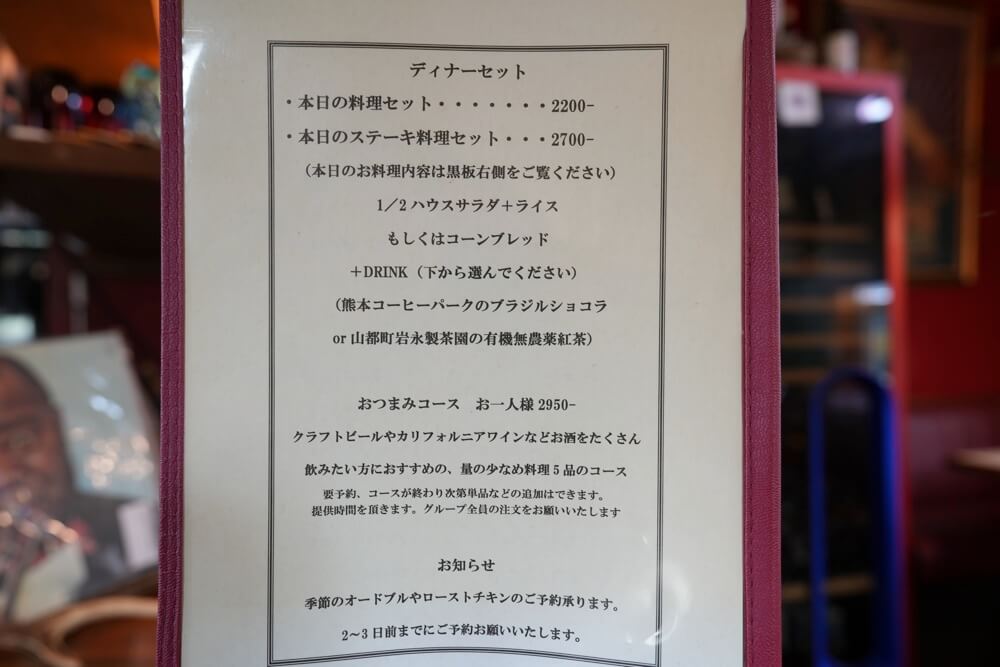 ディナーセット
・本日の料理セット・・・・・・・2200-
・本日のステーキ料理セット・・・2700-
（本日のお料理内容は黒板右側をご覧ください）
1／2 ハウスサラダ＋ライス
もしくはコーンブレッド
＋DRINK（下から選んでください）
（熊本コーヒーパークのブラジルショコラ
or 山都町岩永製茶園の有機無農薬紅茶）
おつまみコース　お一人様 2950-
クラフトビールやカリフォルニアワインなどお酒をたくさん
飲みたい方におすすめの、量の少なめ料理 5 品のコース
要予約、コースが終わり次第単品などの追加はできます。
提供時間を頂きます。グループ全員の注文をお願いいたします
お知らせ
季節のオードブルやローストチキンのご予約承ります。
2～3 日前までにご予約お願いいたします。